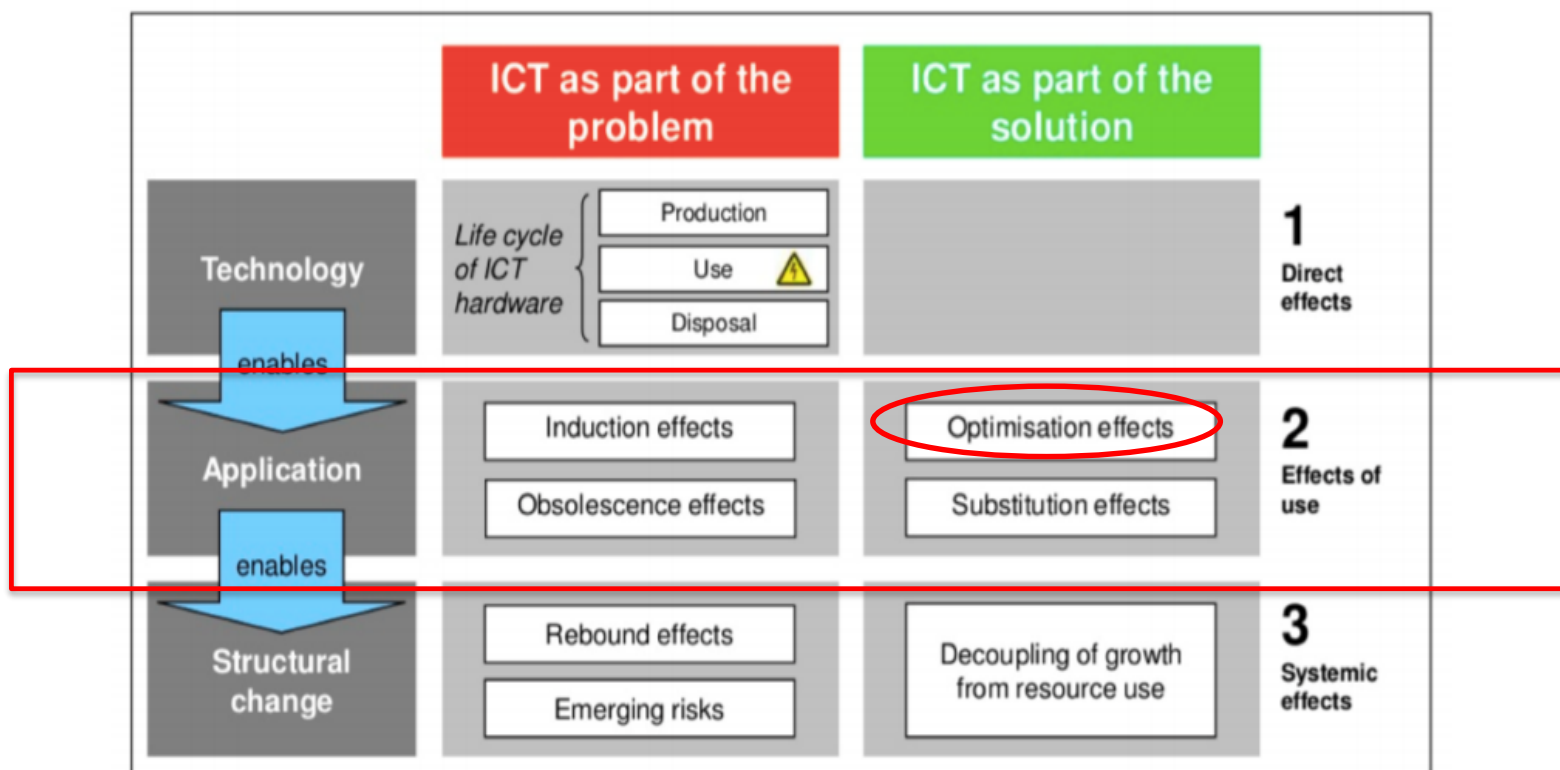 ICT as part of the
problem
ICT as part of the
solution
Technology
Life cycle
of ICT
hardware
Production
Use
Disposal
1
Direct
effects
enables
Application
Induction effects
Obsolescence effects
Optimisation effects
Substitution effects
2
Effects of
use
enables
Structural
change
Rebound effects
Emerging risks
Decoupling of growth
from resource use
3
Systemic
effects